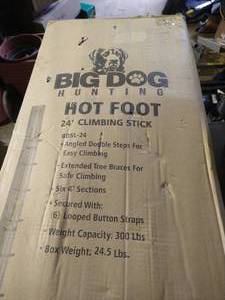 BIG DOG
HUNTING
HOT FOOT
24' CLIMBING STICK
BDSL-24
• Angled Double Steps For
Easy Climbing
• Extended Tree Braces For
Safe Climbing
• Six 4' Sections
• Secured With:
(6) Looped Button Straps
• Weight Capacity: 300 Lbs
• Box Weight: 24.5 Lbs.